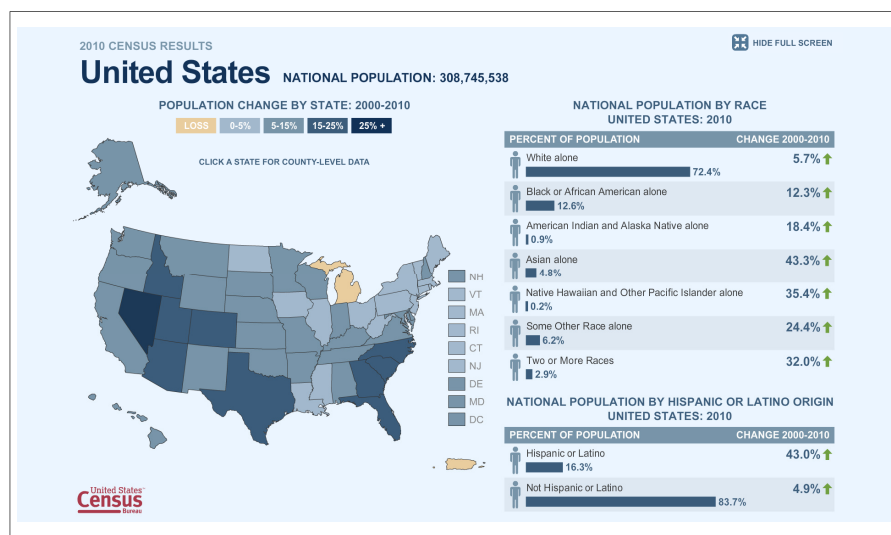 2010 CENSUS RESULTS
HIDE FULL SCREEN
United States NATIONAL POPULATION: 308,745,538
POPULATION CHANGE BY STATE: 2000-2010
LOSS 0-5% 5-15% 15-25% 25% +
CLICK A STATE FOR COUNTY-LEVEL DATA
NH
VT
MA
RI
CT
NJ
DE
MD
DC
United States™
Census
Bureau
NATIONAL POPULATION BY RACE
UNITED STATES: 2010
PERCENT OF POPULATION CHANGE 2000-2010
White alone 5.7%
72.4%
Black or African American alone 12.3%
12.6%
American Indian and Alaska Native alone 18.4%
0.9%
Asian alone 43.3%
4.8%
Native Hawaiian and Other Pacific Islander alone 35.4%
0.2%
Some Other Race alone 24.4%
6.2%
Two or More Races 32.0%
2.9%
NATIONAL POPULATION BY HISPANIC OR LATINO ORIGIN
UNITED STATES: 2010
PERCENT OF POPULATION CHANGE 2000-2010
Hispanic or Latino 43.0%
16.3%
Not Hispanic or Latino 4.9%
83.7%